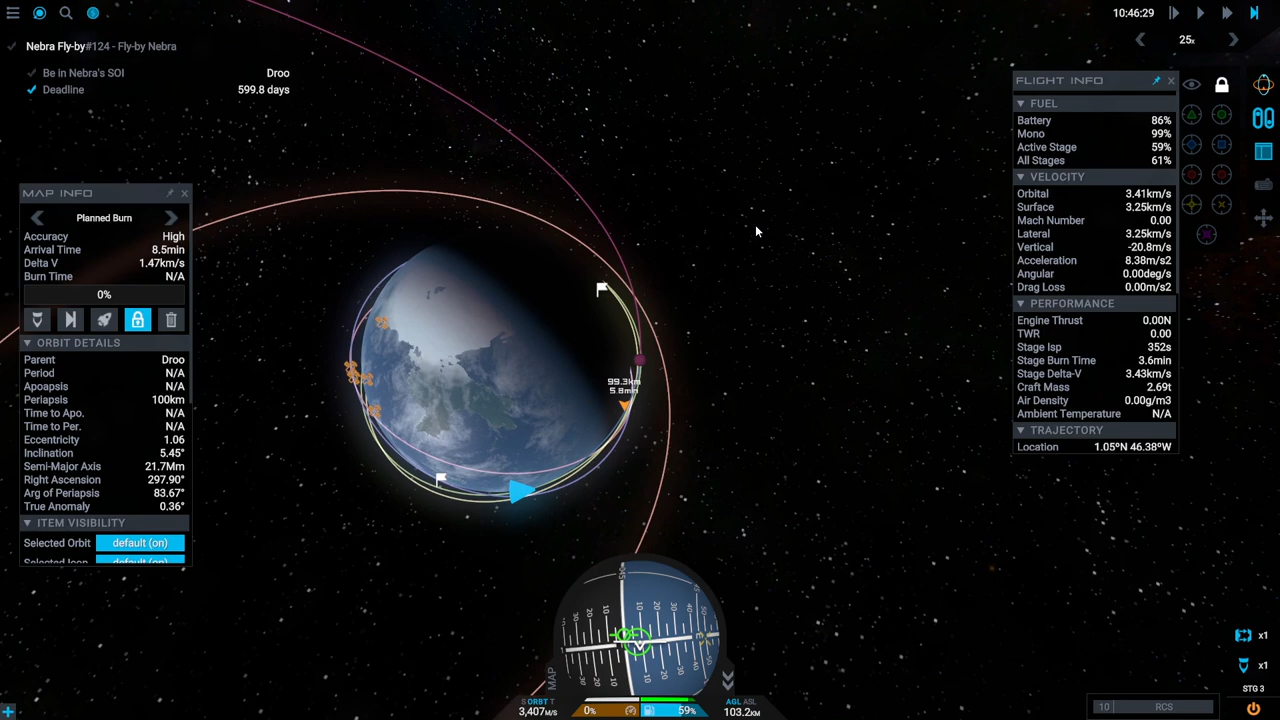 10:46:29
25x
Nebra Fly-by#124 - Fly-by Nebra
Be in Nebra's SOI Droo
Deadline 599.8 days
MAP INFO
Planned Burn
Accuracy High
Arrival Time 8.5min
Delta V 1.47km/s
Burn Time N/A
0%
ORBIT DETAILS
Parent Droo
Period N/A
Apoapsis N/A
Periapsis 100km
Time to Apo. N/A
Time to Per. N/A
Eccentricity 1.06
Inclination 5.45°
Semi-Major Axis 21.7Mm
Right Ascension 297.90°
Arg of Periapsis 83.67°
True Anomaly 0.36°
ITEM VISIBILITY
Selected Orbit default (on)
Selected Icon default (on)
99.3km
5.8min
FLIGHT INFO
FUEL
Battery 86%
Mono 99%
Active Stage 59%
All Stages 61%
VELOCITY
Orbital 3.41km/s
Surface 3.25km/s
Mach Number 0.00
Lateral 3.25km/s
Vertical -20.8m/s
Acceleration 8.38m/s2
Angular 0.00deg/s
Drag Loss 0.00m/s2
PERFORMANCE
Engine Thrust 0.00N
TWR 0.00
Stage Isp 352s
Stage Burn Time 3.6min
Stage Delta-V 3.43km/s
Craft Mass 2.69t
Air Density 0.00g/m3
Ambient Temperature N/A
TRAJECTORY
Location 1.05°N 46.38°W
MAP
S ORBT T
3,407M/S
0%
59%
AGL ASL
103.2KM
x1
x1
STG 3
10 RCS